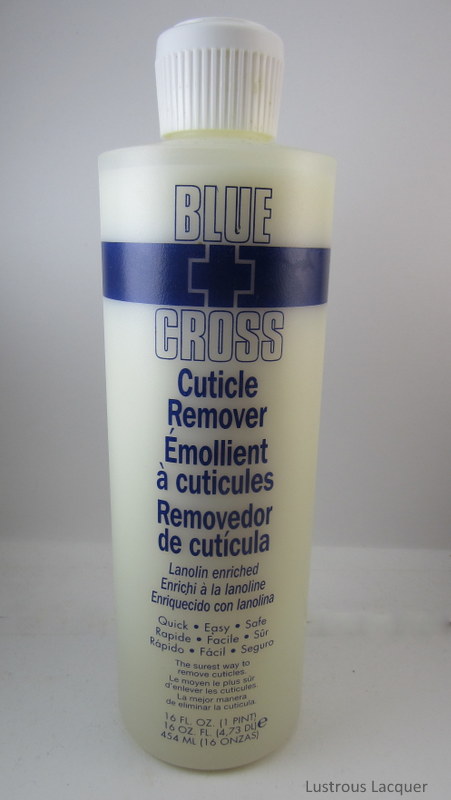 BLUE
CROSS
Cuticle
Remover
Émollient
à cuticules
Removedor
de cutícula
Lanolin enriched
Enrichi à la lanoline
Enriquecido con lanolina
Quick • Easy • Safe
Rapide • Facile • Sûr
Rápido • Fácil • Seguro
The surest way to
remove cuticles.
Le moyen le plus sûr
d'enlever les cuticules.
La mejor manera
de eliminar la cutícula.
16 FL. OZ. (1 PINT)
16 OZ. FL. (4,73 DL) e
454 ML (16 ONZAS)
Lustrous Lacquer